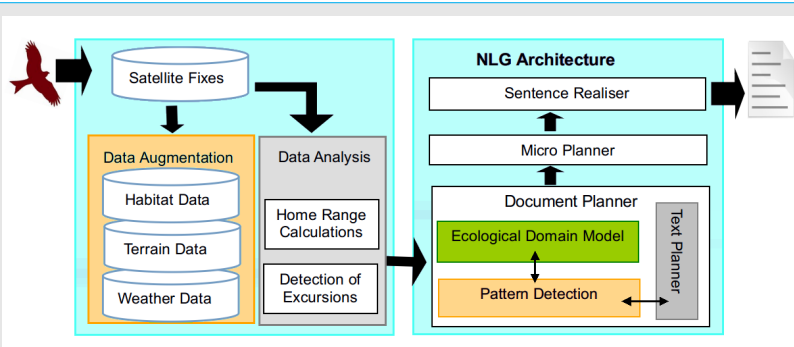 Satellite Fixes
Data Augmentation
Habitat Data
Terrain Data
Weather Data
Data Analysis
Home Range
Calculations
Detection of
Excursions
NLG Architecture
Sentence Realiser
Micro Planner
Document Planner
Ecological Domain Model
Pattern Detection
Text Planner